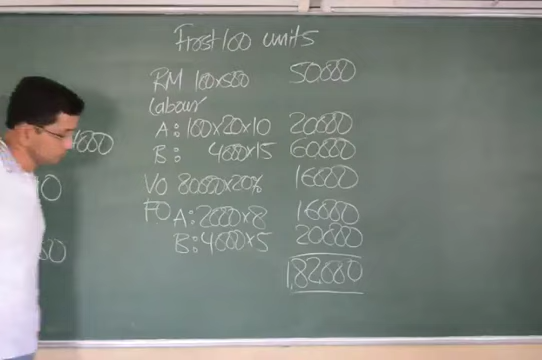 First 100 units
RM 100x500 50000
Labour
A: 100x20x10 20000
B: 4000x15 60000
VO 80000x20% 16000
FO A: 2000x8 16000
B: 4000x5 20000
182000